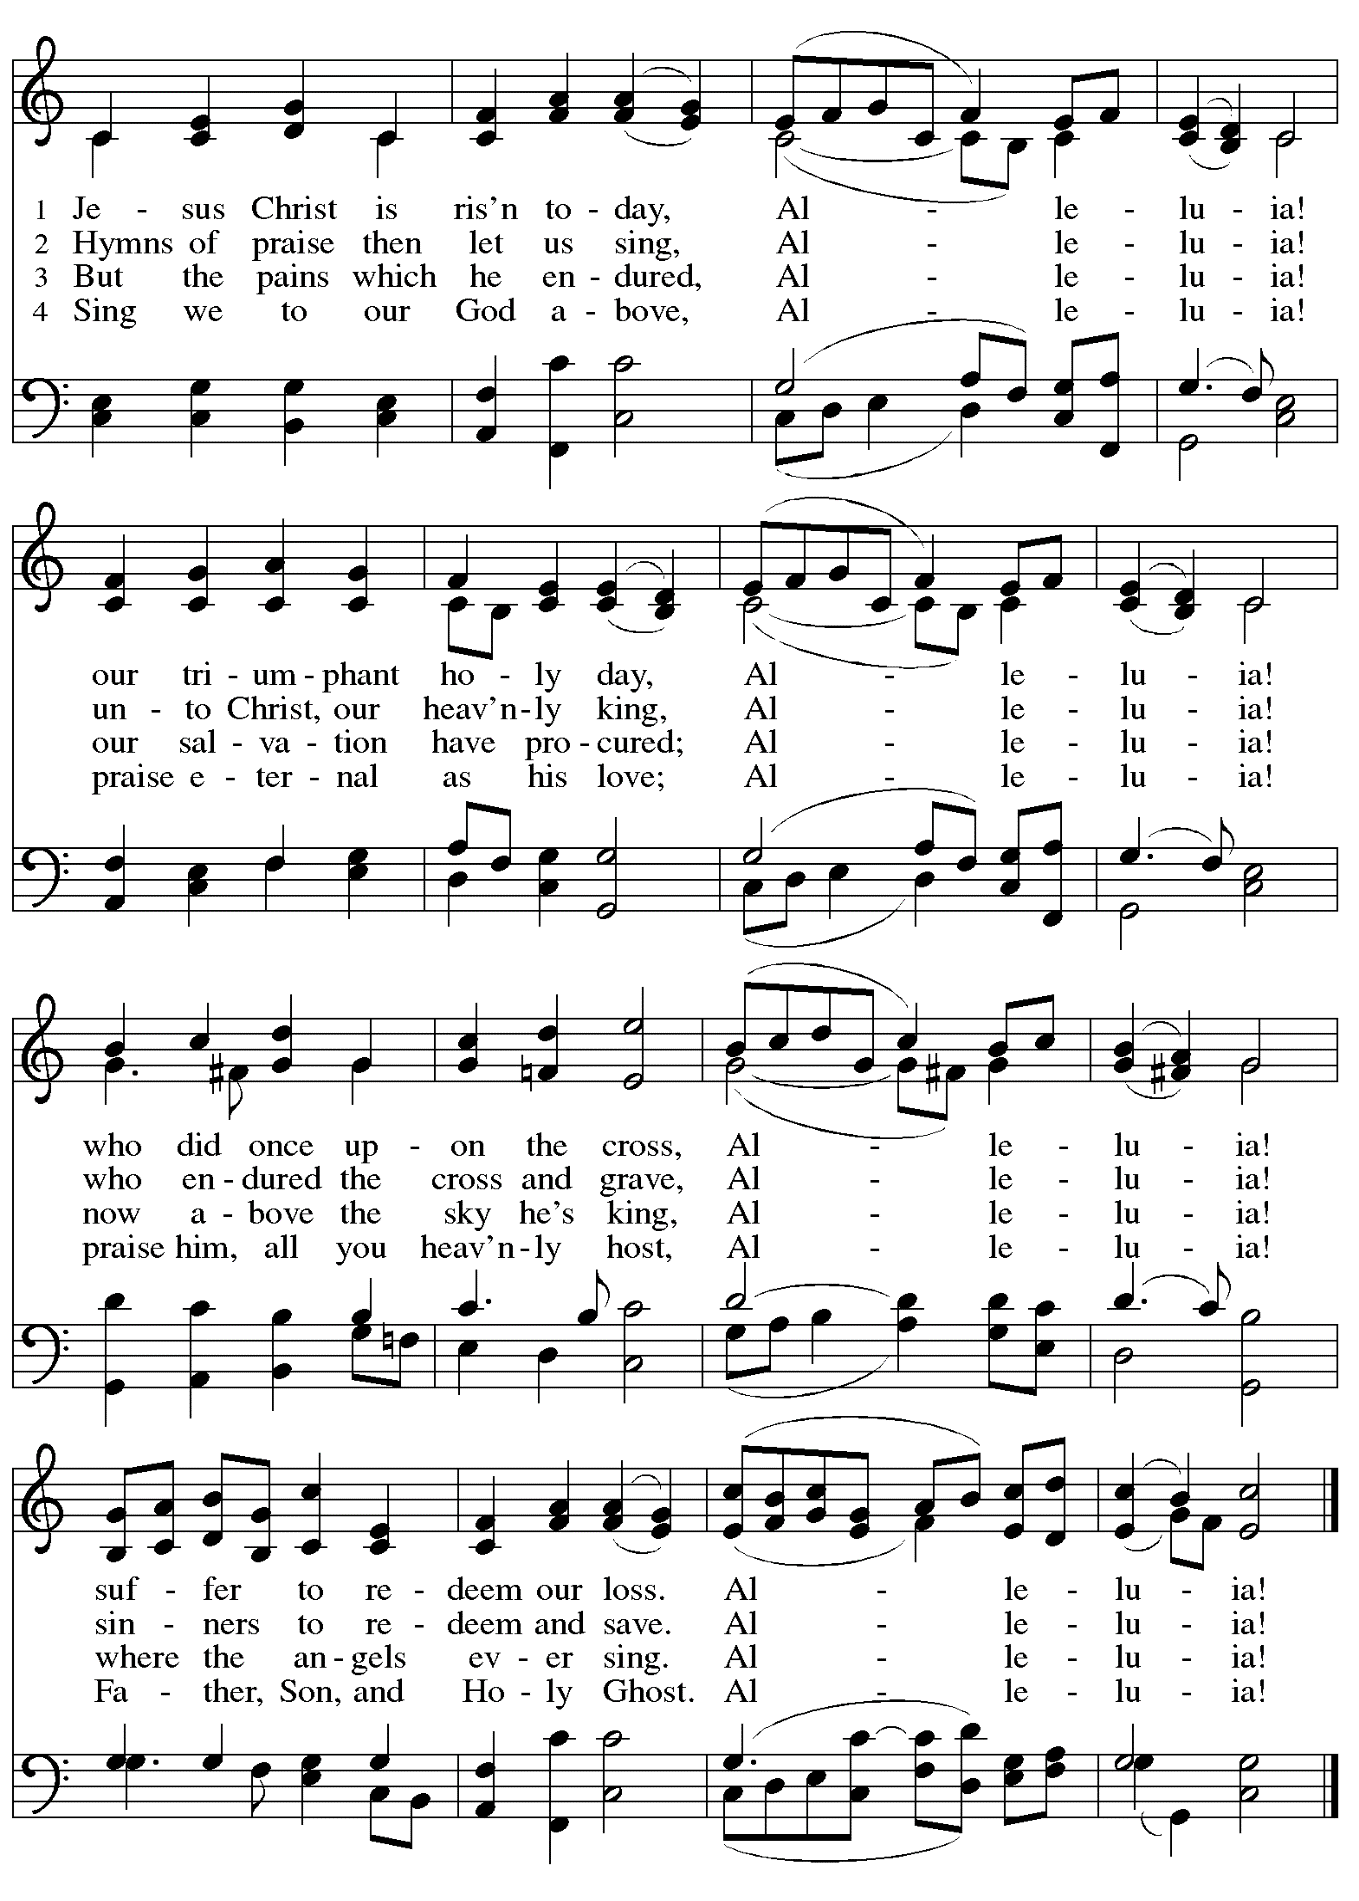 1 Je - sus Christ is ris'n to - day, Al - le - lu - ia!
2 Hymns of praise then let us sing, Al - le - lu - ia!
3 But the pains which he en - dured, Al - le - lu - ia!
4 Sing we to our God a - bove, Al - le - lu - ia!
our tri - um - phant ho - ly day, Al - le - lu - ia!
un - to Christ, our heav'n - ly king, Al - le - lu - ia!
our sal - va - tion have pro - cured; Al - le - lu - ia!
praise e - ter - nal as his love; Al - le - lu - ia!
who did once up - on the cross, Al - le - lu - ia!
who en - dured the cross and grave, Al - le - lu - ia!
now a - bove the sky he's king, Al - le - lu - ia!
praise him, all you heav'n - ly host, Al - le - lu - ia!
suf - fer to re - deem our loss. Al - le - lu - ia!
sin - ners to re - deem and save. Al - le - lu - ia!
where the an - gels ev - er sing. Al - le - lu - ia!
Fa - ther, Son, and Ho - ly Ghost. Al - le - lu - ia!